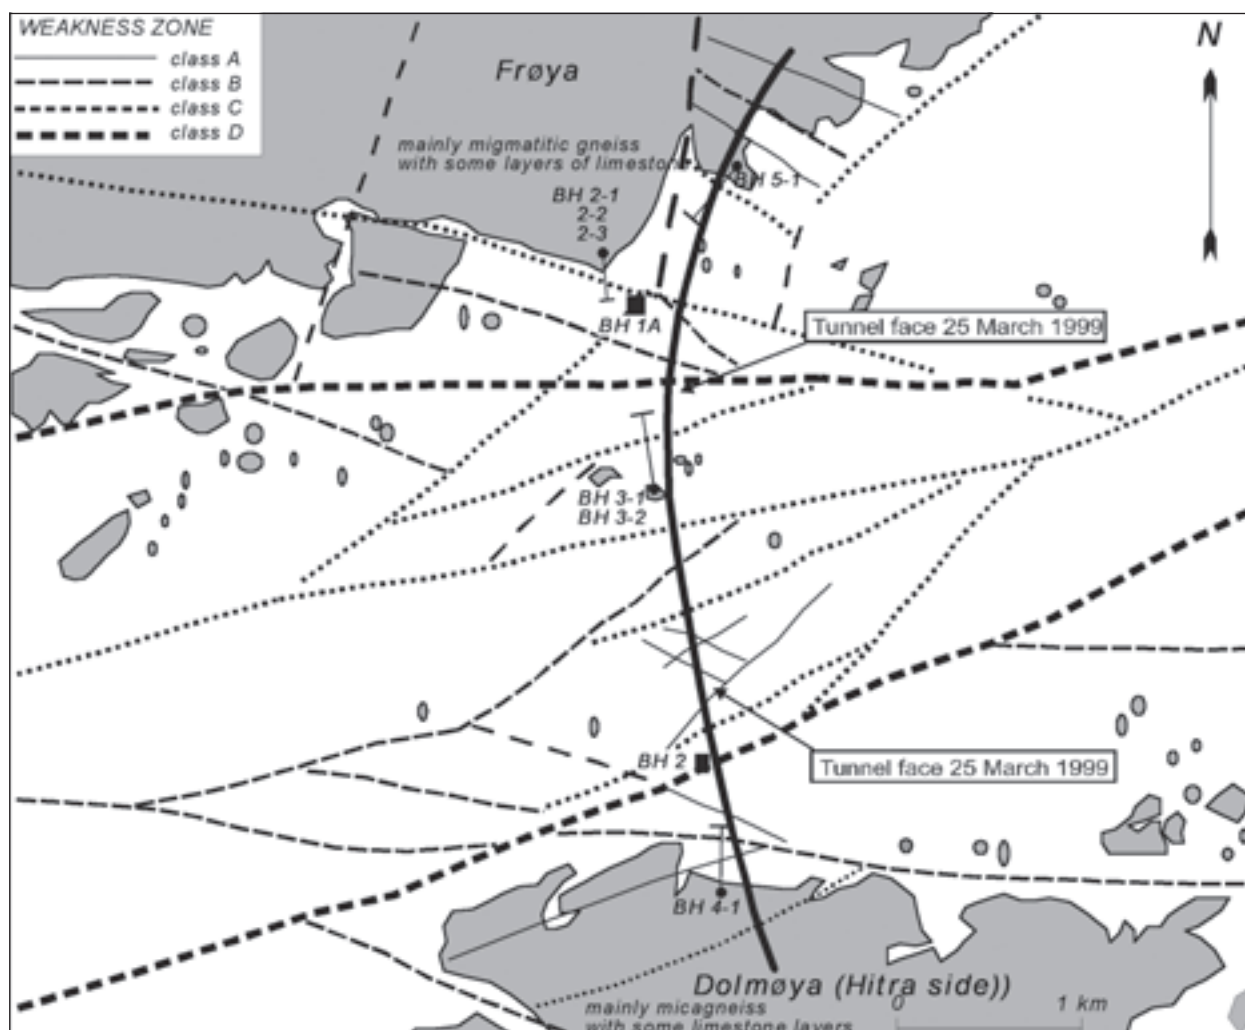 WEAKNESS ZONE
class A
class B
class C
class D
Frøya
N
mainly migmatitic gneiss
with some layers of limestone
BH 2-1
2-2
2-3
BH 5-1
BH 1A
Tunnel face 25 March 1999
BH 3-1
BH 3-2
BH 2
Tunnel face 25 March 1999
BH 4-1
Dolmøya (Hitra side))
0 1 km
mainly micagneiss
with some limestone layers